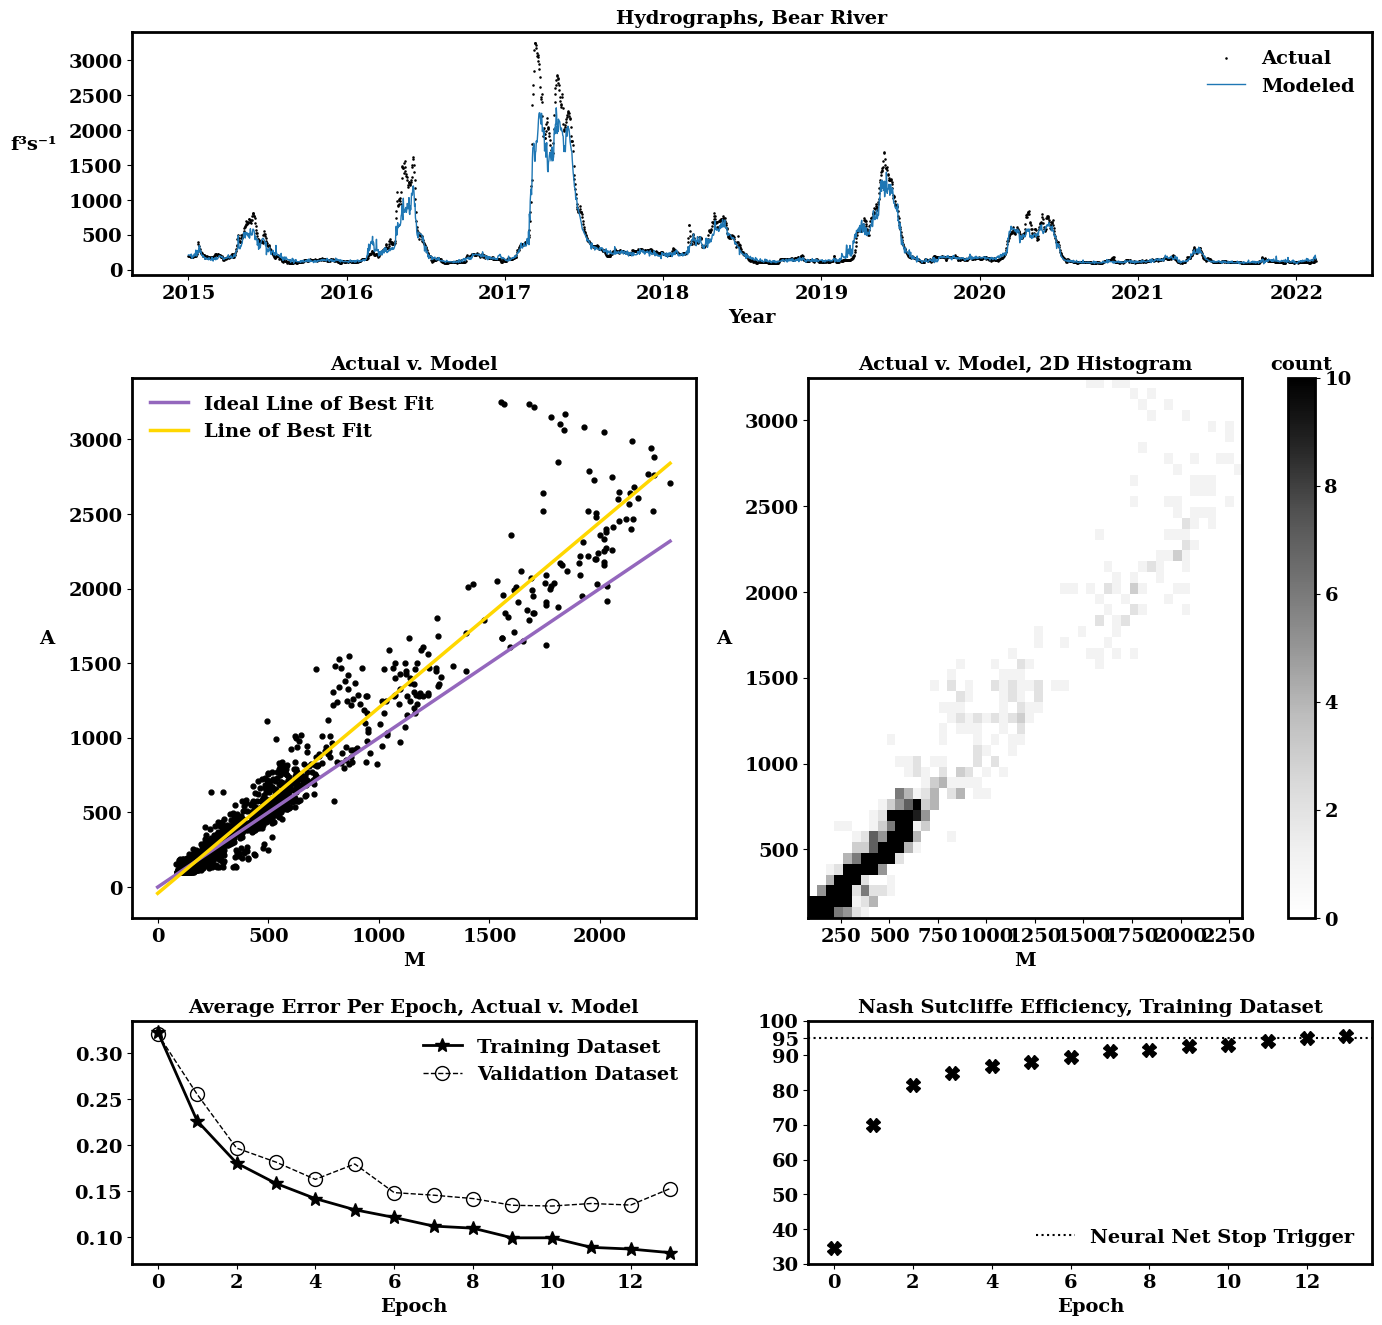 Hydrographs, Bear River
3000
2500
2000
1500
1000
500
0
f³s⁻¹
Actual
Modeled
2015 2016 2017 2018 2019 2020 2021 2022
Year
Actual v. Model
Ideal Line of Best Fit
Line of Best Fit
3000
2500
2000
1500
1000
500
0
A
0 500 1000 1500 2000
M
Actual v. Model, 2D Histogram
3000
2500
2000
1500
1000
500
A
250 500 750 1000 1250 1500 1750 2000 2250
M
count
10
8
6
4
2
0
Average Error Per Epoch, Actual v. Model
Training Dataset
Validation Dataset
0.30
0.25
0.20
0.15
0.10
0 2 4 6 8 10 12
Epoch
Nash Sutcliffe Efficiency, Training Dataset
100
95
90
80
70
60
50
40
30
Neural Net Stop Trigger
0 2 4 6 8 10 12
Epoch